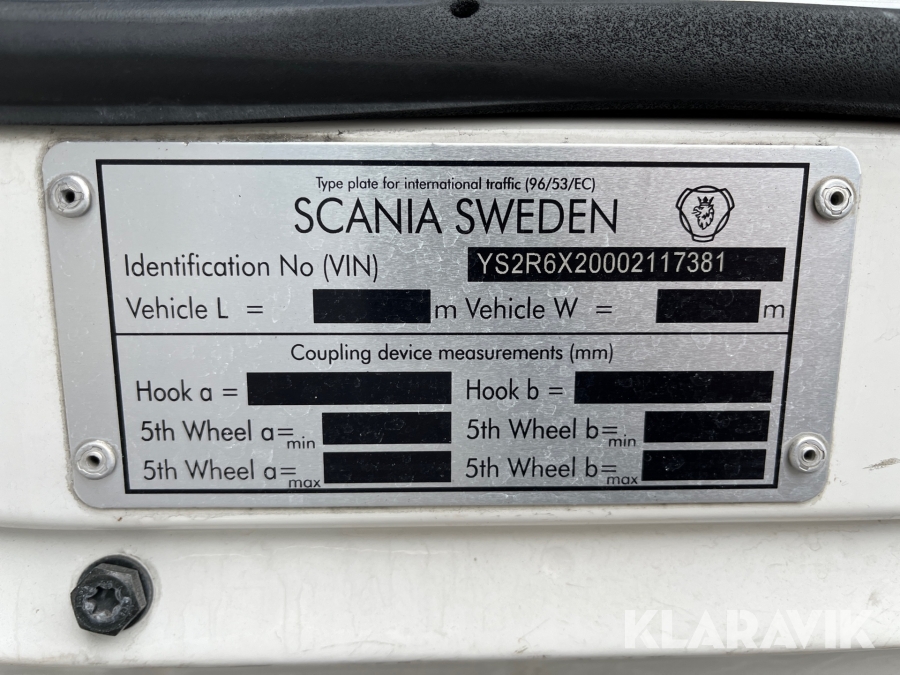 Type plate for international traffic (96/53/EC)
SCANIA SWEDEN
Identification No (VIN) YS2R6X20002117381
Vehicle L = m Vehicle W = m
Coupling device measurements (mm)
Hook a = Hook b =
5th Wheel a=min 5th Wheel b=min
5th Wheel a=max 5th Wheel b=max
KLARAVIK